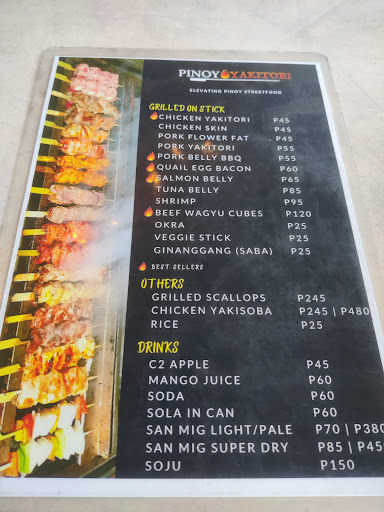 PINOY YAKITORI
ELEVATING PINOY STREETFOOD
GRILLED ON STICK
CHICKEN YAKITORI P45
CHICKEN SKIN P45
PORK FLOWER FAT P45
PORK YAKITORI P55
PORK BELLY BBQ P55
QUAIL EGG BACON P60
SALMON BELLY P65
TUNA BELLY P85
SHRIMP P95
BEEF WAGYU CUBES P120
OKRA P25
VEGGIE STICK P25
GINANGGANG (SABA) P25
BEST SELLERS
OTHERS
GRILLED SCALLOPS P245
CHICKEN YAKISOBA P245 | P480
RICE P25
DRINKS
C2 APPLE P45
MANGO JUICE P60
SODA P60
SOLA IN CAN P60
SAN MIG LIGHT/PALE P70 | P380
SAN MIG SUPER DRY P85 | P45
SOJU P150